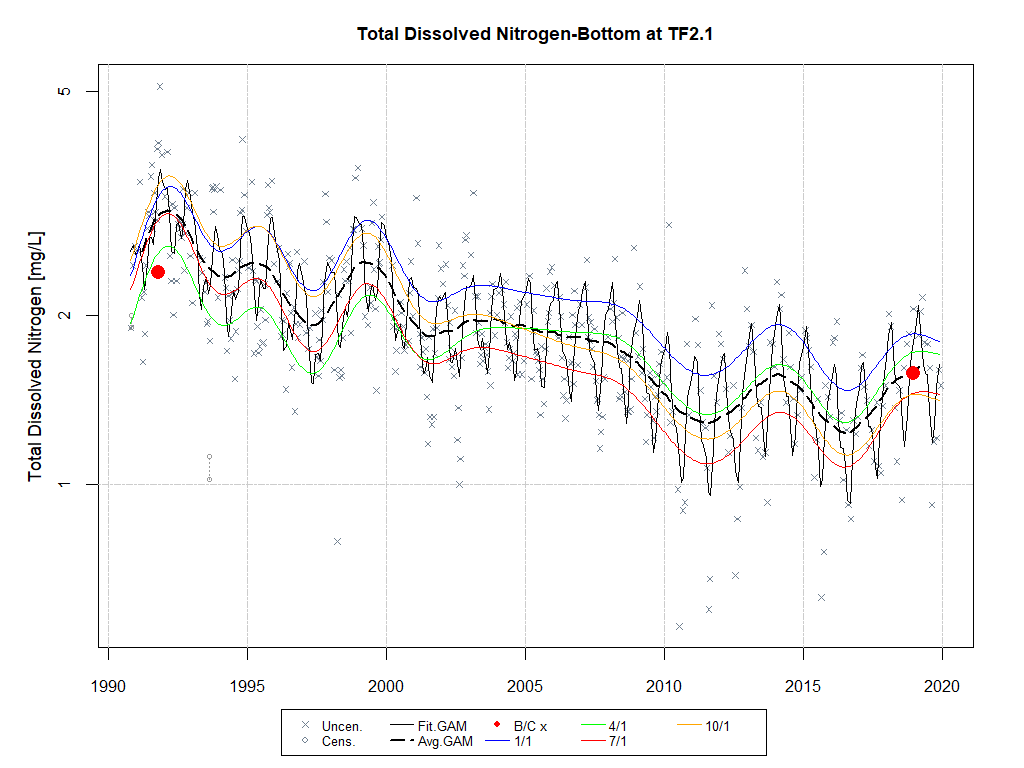 Total Dissolved Nitrogen-Bottom at TF2.1
Total Dissolved Nitrogen [mg/L]
5
2
1
1990 1995 2000 2005 2010 2015 2020
Uncen. Fit.GAM B/C x 4/1 10/1
Cens. Avg.GAM 1/1 7/1